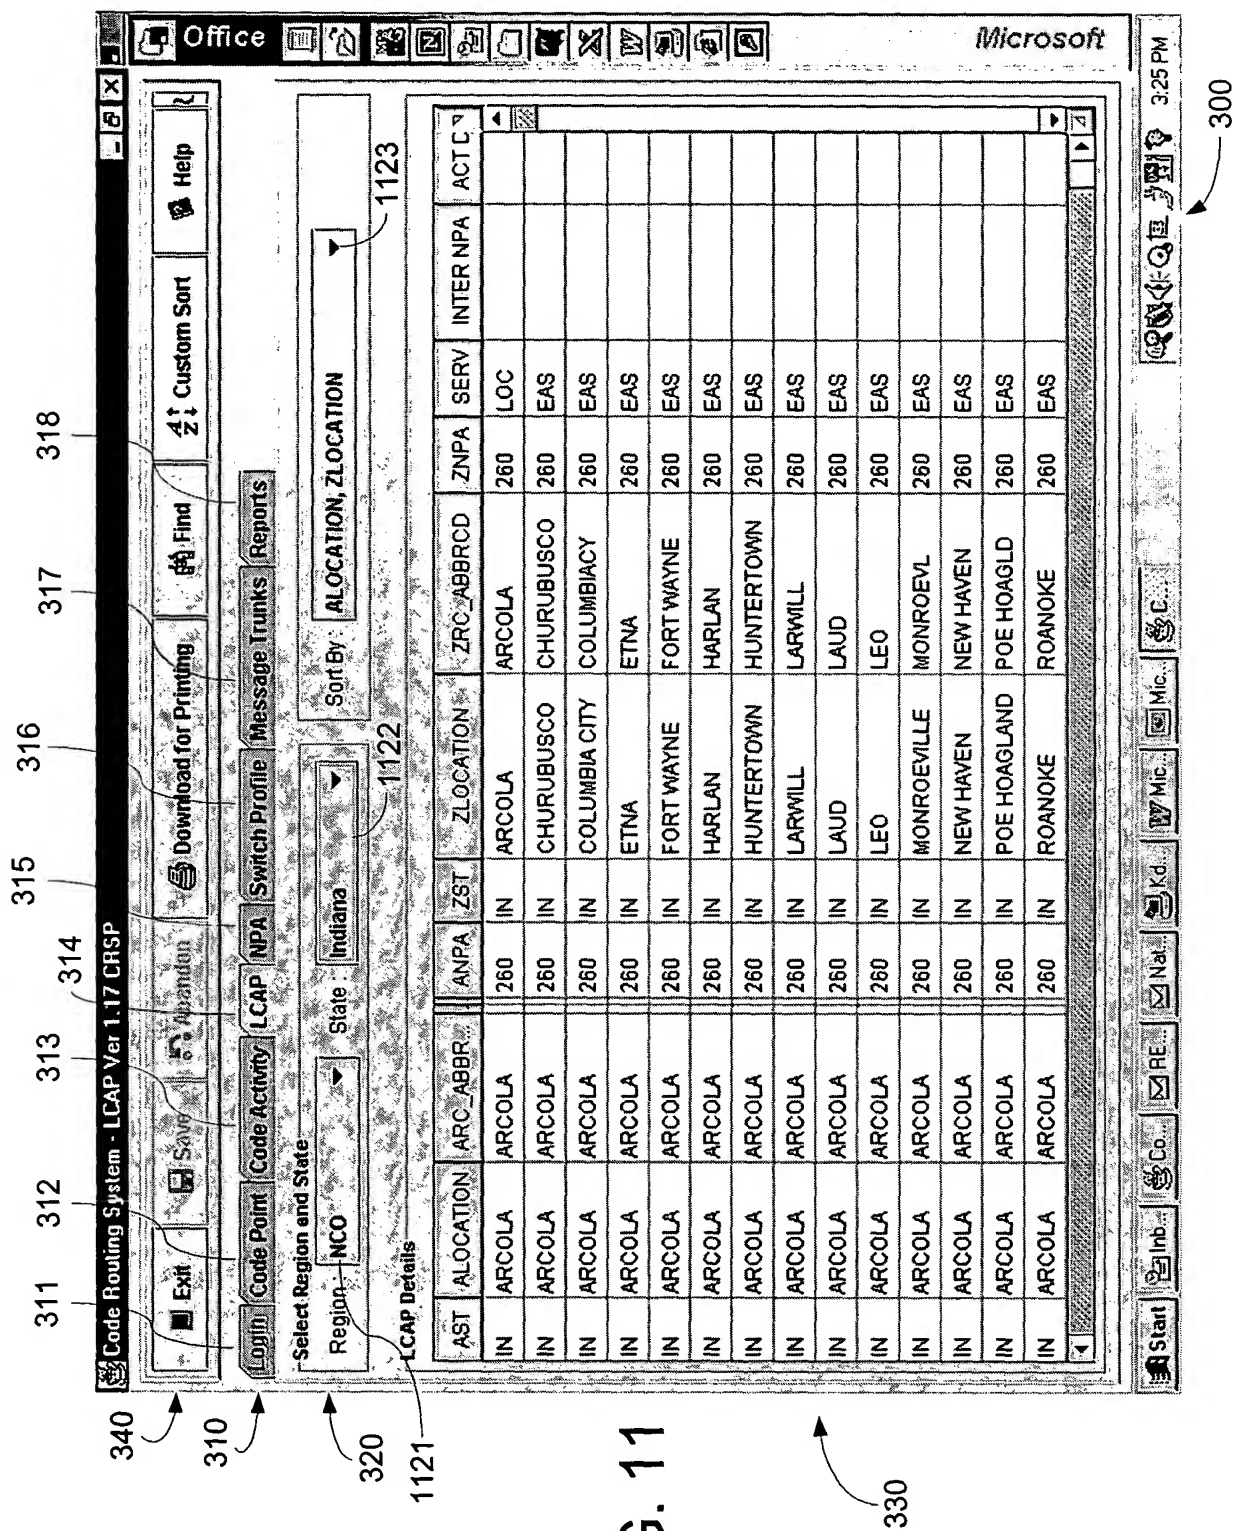 311
312
313
314
315
316
317
318
Code Routing System - LCAP Ver 1.17 CRSP
Office
340
Exit
Save
Abandon
Download for Printing
Find
Custom Sort
Help
310
Login
Code Point
Code Activity
LCAP
NPA
Switch Profile
Message Trunks
Reports
320
Select Region and State
Region
NCO
State :
Indiana
Sort By :
ALOCATION, ZLOCATION
1121
1122
1123
LCAP Details
AST ALOCATION ARC_ABBR... ANPA ZST ZLOCATION ZRC_ABBRCD ZNPA SERV INTER NPA ACT D
IN ARCOLA ARCOLA 260 IN ARCOLA ARCOLA 260 LOC
IN ARCOLA ARCOLA 260 IN CHURUBUSCO CHURUBUSCO 260 EAS
IN ARCOLA ARCOLA 260 IN COLUMBIA CITY COLUMBIACY 260 EAS
IN ARCOLA ARCOLA 260 IN ETNA ETNA 260 EAS
IN ARCOLA ARCOLA 260 IN FORT WAYNE FORT WAYNE 260 EAS
IN ARCOLA ARCOLA 260 IN HARLAN HARLAN 260 EAS
IN ARCOLA ARCOLA 260 IN HUNTERTOWN HUNTERTOWN 260 EAS
IN ARCOLA ARCOLA 260 IN LARWILL LARWILL 260 EAS
IN ARCOLA ARCOLA 260 IN LAUD LAUD 260 EAS
IN ARCOLA ARCOLA 260 IN LEO LEO 260 EAS
IN ARCOLA ARCOLA 260 IN MONROEVILLE MONROEVL 260 EAS
IN ARCOLA ARCOLA 260 IN NEW HAVEN NEW HAVEN 260 EAS
IN ARCOLA ARCOLA 260 IN POE HOAGLAND POE HOAGLD 260 EAS
IN ARCOLA ARCOLA 260 IN ROANOKE ROANOKE 260 EAS
Microsoft
Start
Inb...
Co...
RE...
Nat...
Kd...
Mic...
Mic...
C...
3:25 PM
300
330
G. 11